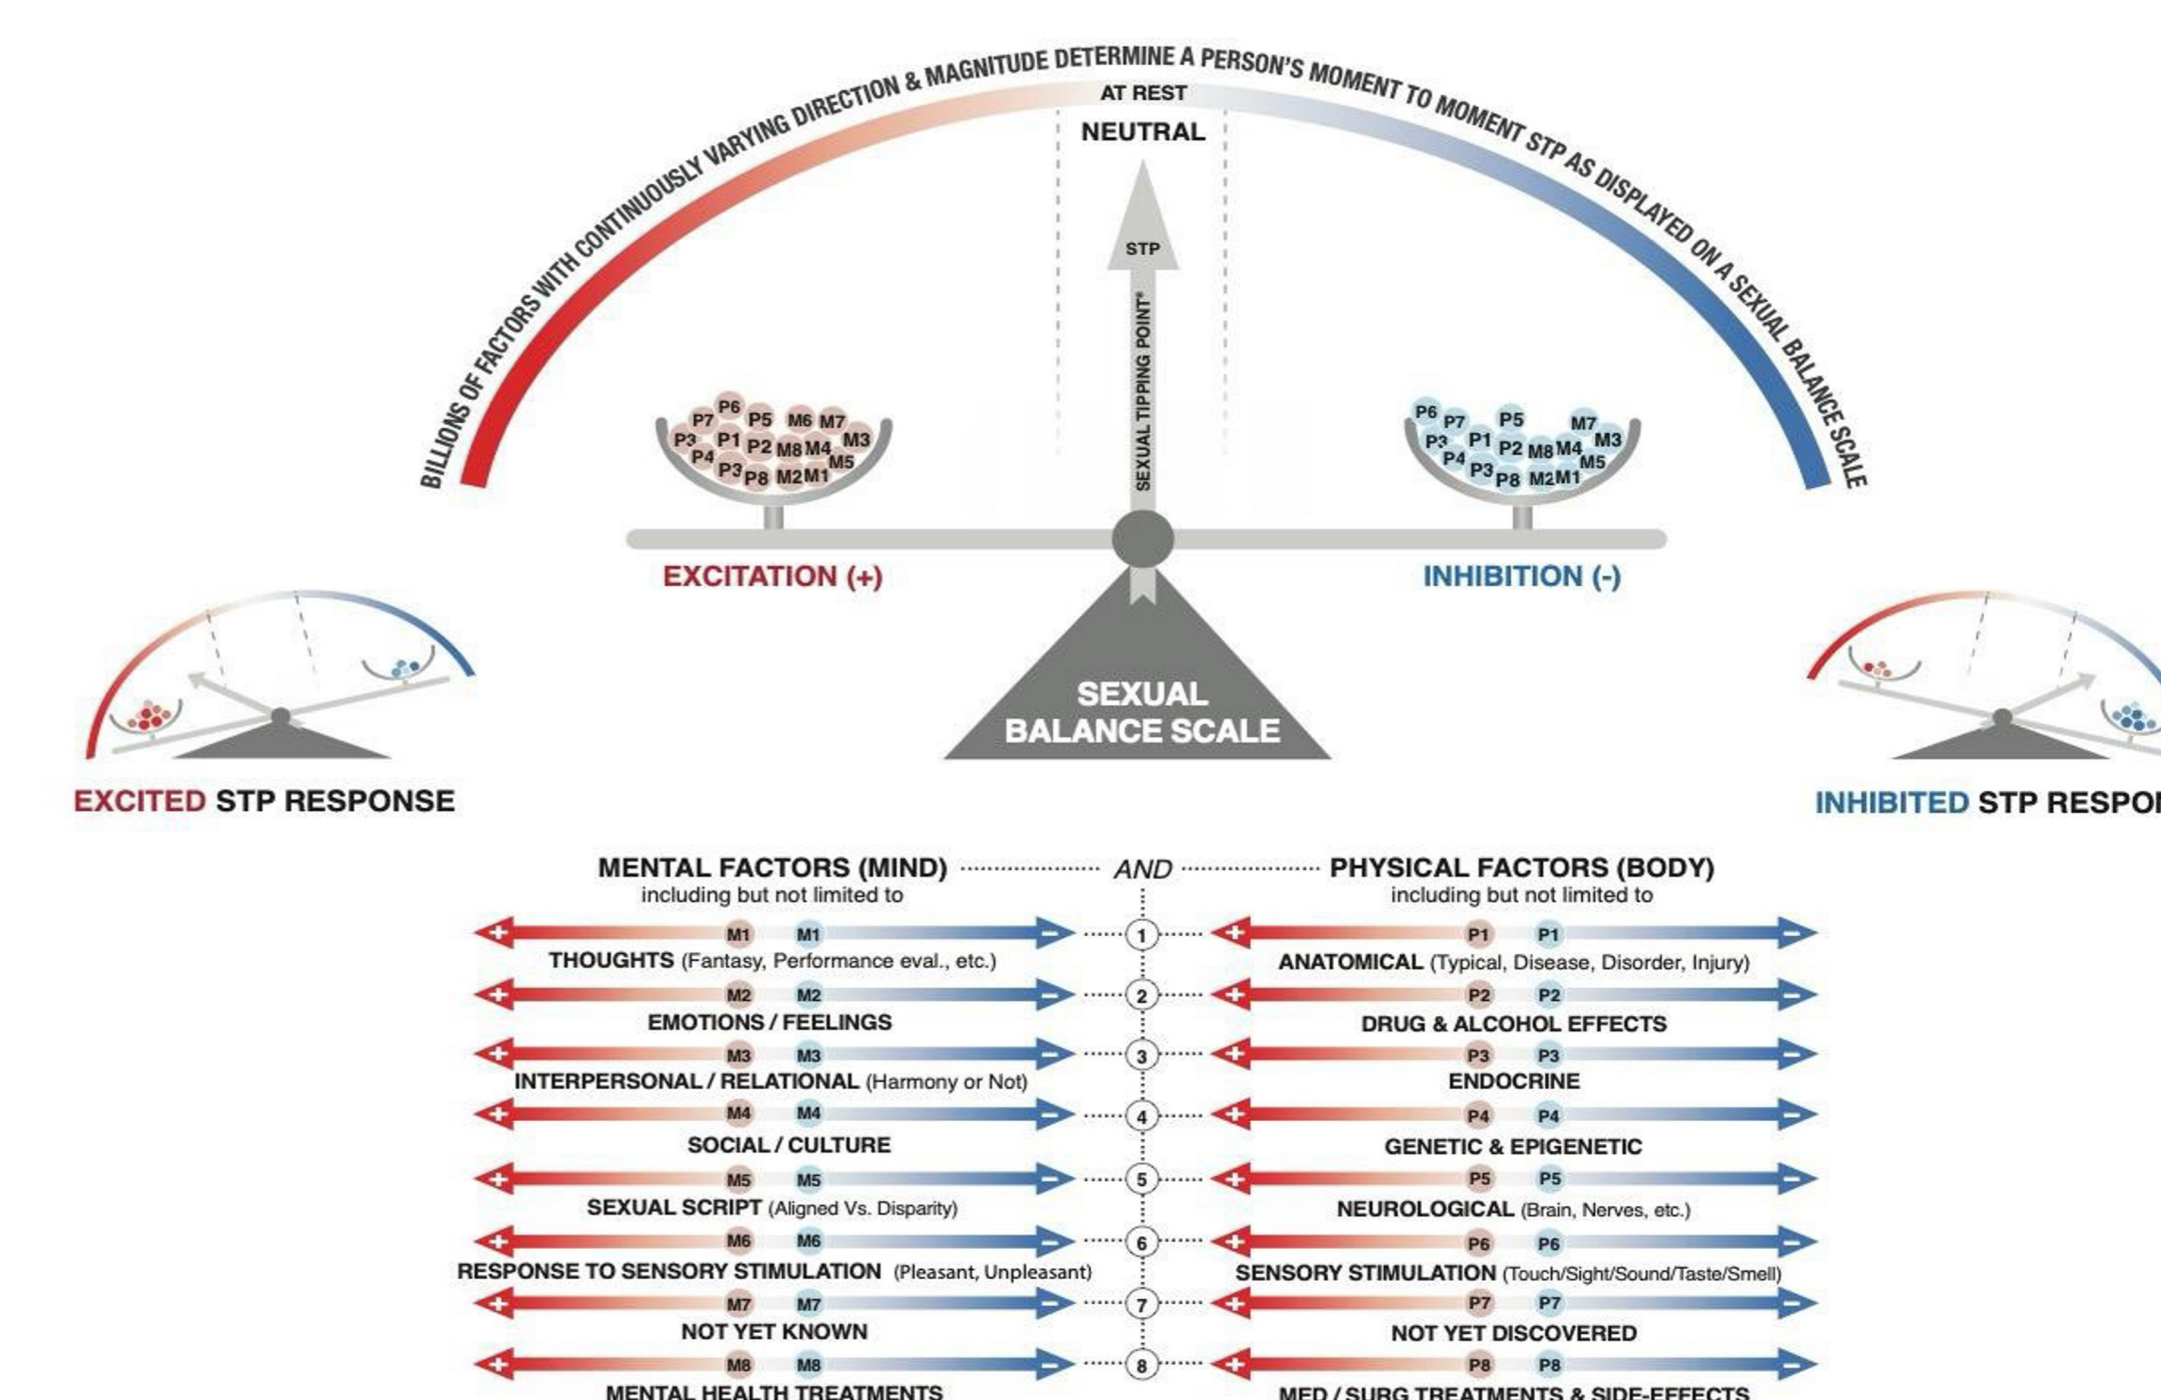 BILLIONS OF FACTORS WITH CONTINUOUSLY VARYING DIRECTION & MAGNITUDE DETERMINE A PERSON'S MOMENT TO MOMENT STP AS DISPLAYED ON A SEXUAL BALANCE SCALE
AT REST
NEUTRAL
STP
SEXUAL TIPPING POINT®
P6
P7 P5 M6 M7
P3 P1 P2 M8 M4 M3
P4 P3 P8 M2 M1 M5
P6 P7 P5 M7
P3 P1 P2 M8 M4 M3
P4 P3 P8 M2 M1 M5
EXCITATION (+)
INHIBITION (-)
SEXUAL
BALANCE SCALE
EXCITED STP RESPONSE
INHIBITED STP RESPO
MENTAL FACTORS (MIND) AND PHYSICAL FACTORS (BODY)
including but not limited to including but not limited to
+ M1 M1 − 1 + P1 P1 −
THOUGHTS (Fantasy, Performance eval., etc.) ANATOMICAL (Typical, Disease, Disorder, Injury)
+ M2 M2 − 2 + P2 P2 −
EMOTIONS / FEELINGS DRUG & ALCOHOL EFFECTS
+ M3 M3 − 3 + P3 P3 −
INTERPERSONAL / RELATIONAL (Harmony or Not) ENDOCRINE
+ M4 M4 − 4 + P4 P4 −
SOCIAL / CULTURE GENETIC & EPIGENETIC
+ M5 M5 − 5 + P5 P5 −
SEXUAL SCRIPT (Aligned Vs. Disparity) NEUROLOGICAL (Brain, Nerves, etc.)
+ M6 M6 − 6 + P6 P6 −
RESPONSE TO SENSORY STIMULATION (Pleasant, Unpleasant) SENSORY STIMULATION (Touch/Sight/Sound/Taste/Smell)
+ M7 M7 − 7 + P7 P7 −
NOT YET KNOWN NOT YET DISCOVERED
+ M8 M8 − 8 + P8 P8 −
MENTAL HEALTH TREATMENTS MED / SURG TREATMENTS & SIDE-EFFECTS